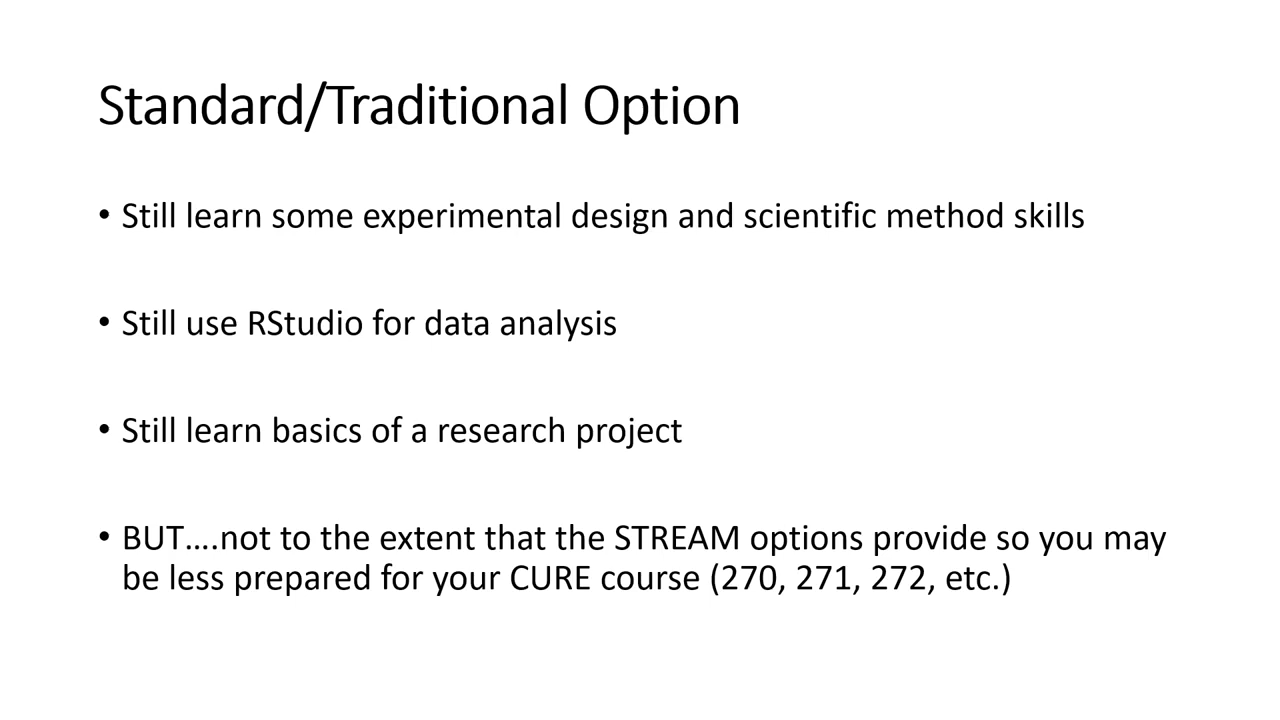 Standard/Traditional Option
• Still learn some experimental design and scientific method skills
• Still use RStudio for data analysis
• Still learn basics of a research project
• BUT….not to the extent that the STREAM options provide so you may
be less prepared for your CURE course (270, 271, 272, etc.)